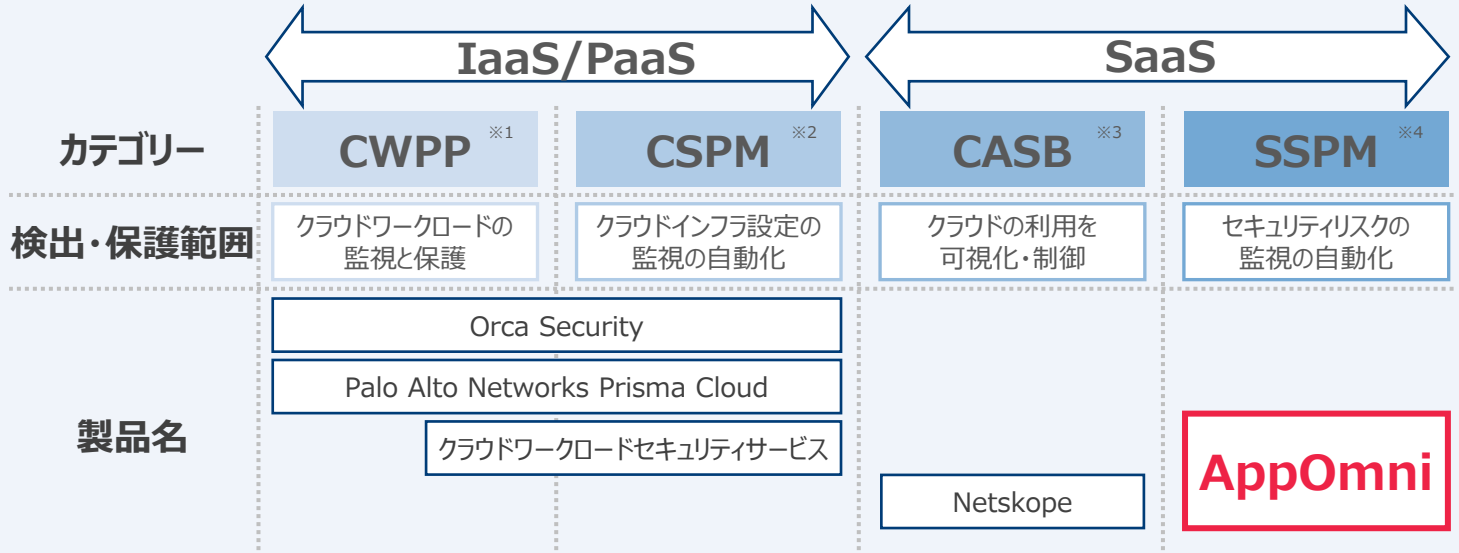 IaaS/PaaS
SaaS
カテゴリー
CWPP ※1
CSPM ※2
CASB ※3
SSPM ※4
検出・保護範囲
クラウドワークロードの
監視と保護
クラウドインフラ設定の
監視の自動化
クラウドの利用を
可視化・制御
セキュリティリスクの
監視の自動化
製品名
Orca Security
Palo Alto Networks Prisma Cloud
クラウドワークロードセキュリティサービス
Netskope
AppOmni